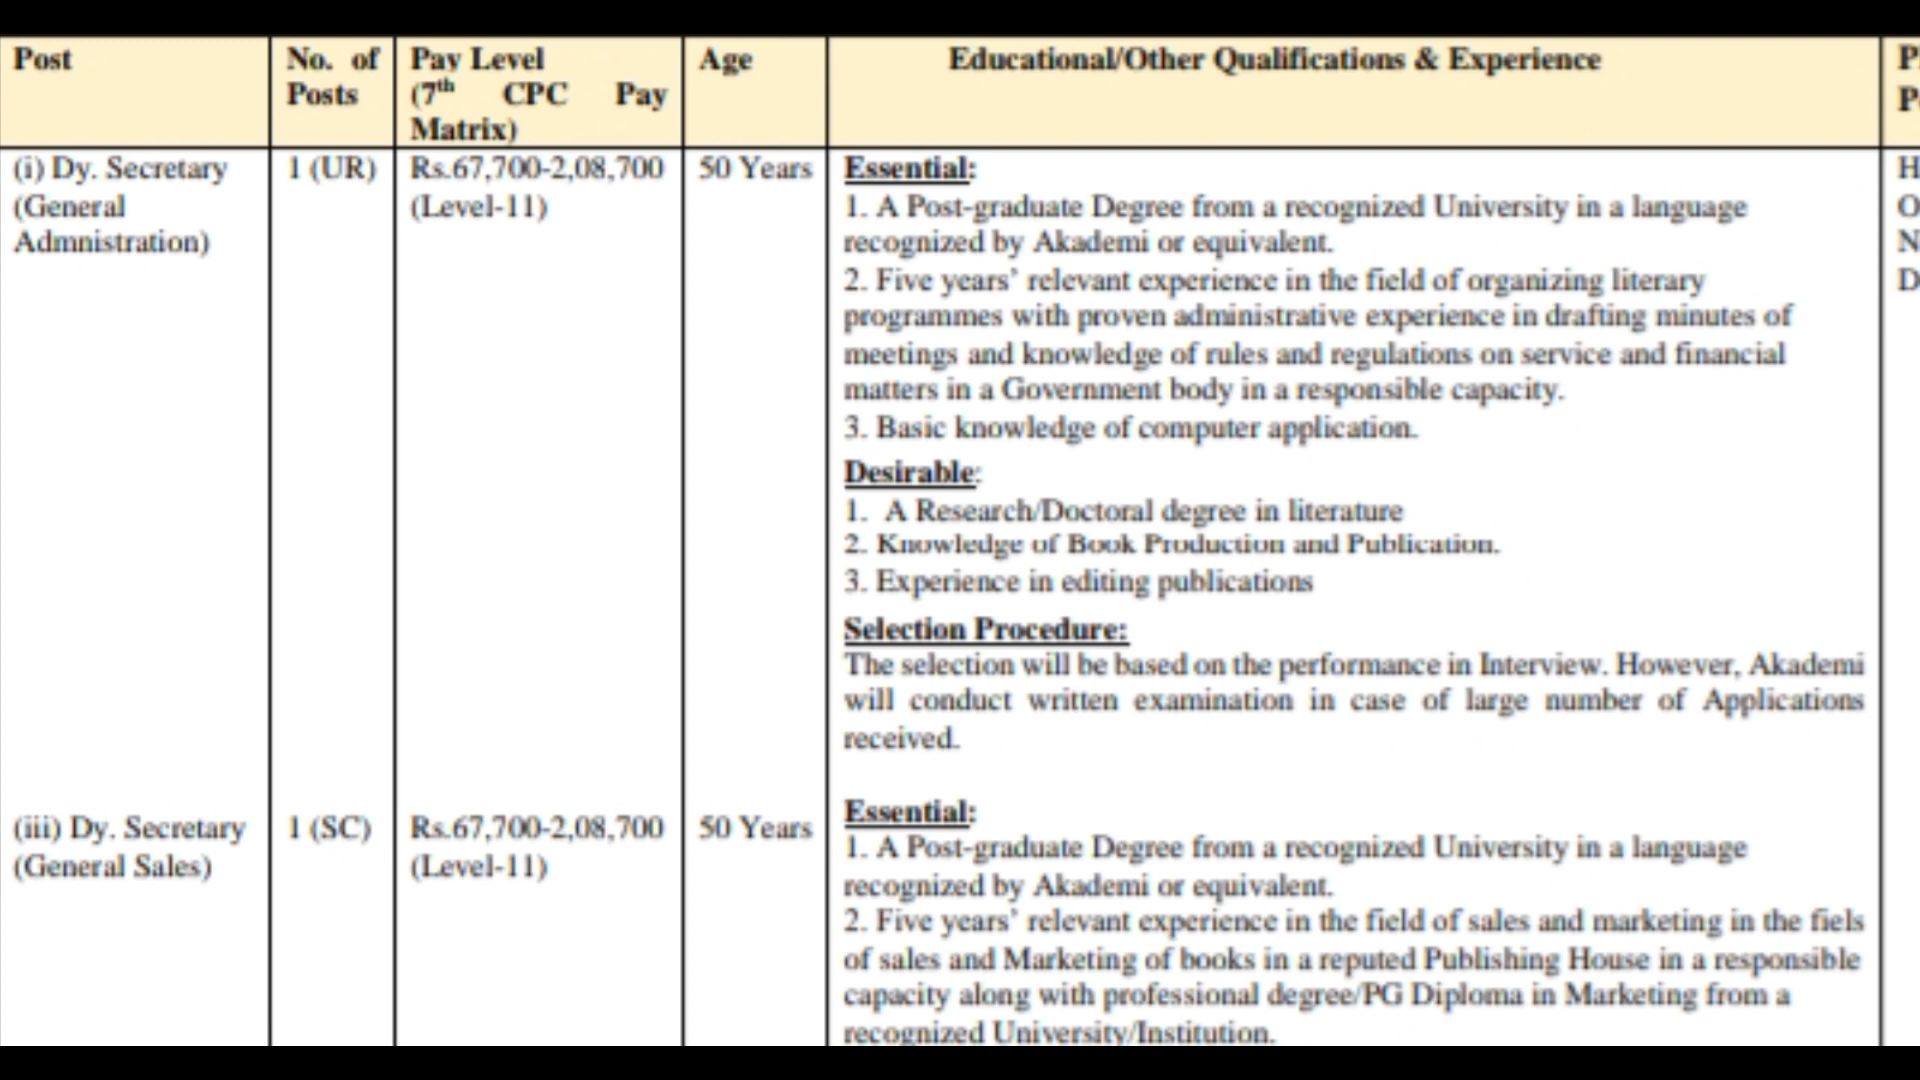 Post
No. of
Posts
Pay Level
(7th CPC Pay
Matrix)
Age
Educational/Other Qualifications & Experience
(i) Dy. Secretary
(General
Admnistration)
1 (UR)
Rs.67,700-2,08,700
(Level-11)
50 Years
Essential:
1. A Post-graduate Degree from a recognized University in a language
recognized by Akademi or equivalent.
2. Five years’ relevant experience in the field of organizing literary
programmes with proven administrative experience in drafting minutes of
meetings and knowledge of rules and regulations on service and financial
matters in a Government body in a responsible capacity.
3. Basic knowledge of computer application.
Desirable:
1. A Research/Doctoral degree in literature
2. Knowledge of Book Production and Publication.
3. Experience in editing publications
Selection Procedure:
The selection will be based on the performance in Interview. However, Akademi
will conduct written examination in case of large number of Applications
received.
(iii) Dy. Secretary
(General Sales)
1 (SC)
Rs.67,700-2,08,700
(Level-11)
50 Years
Essential:
1. A Post-graduate Degree from a recognized University in a language
recognized by Akademi or equivalent.
2. Five years’ relevant experience in the field of sales and marketing in the fiels
of sales and Marketing of books in a reputed Publishing House in a responsible
capacity along with professional degree/PG Diploma in Marketing from a
recognized University/Institution.